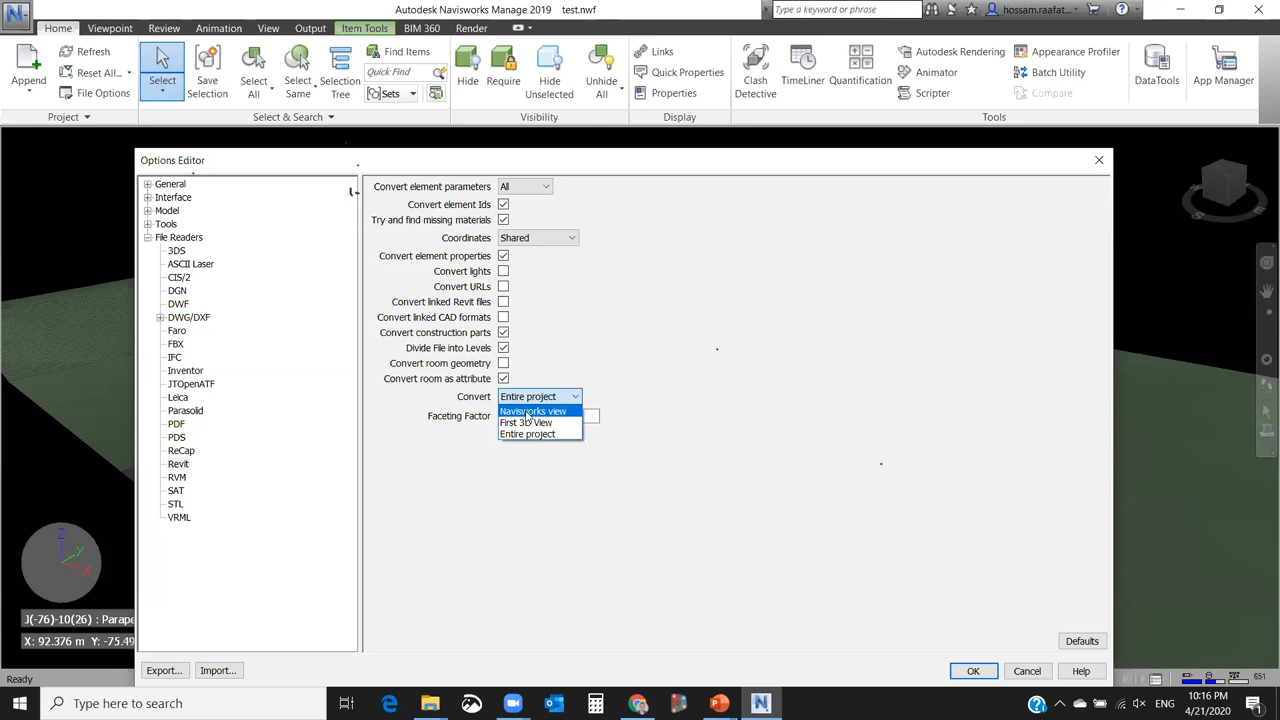 Autodesk Navisworks Manage 2019 test.nwf
Type a keyword or phrase
hossam.raafat...
Home Viewpoint Review Animation View Output Item Tools BIM 360 Render
Append
Refresh
Reset All...
File Options
Project
Select
Save Selection
Select All
Select Same
Selection Tree
Find Items
Quick Find
Sets
Select & Search
Hide
Require
Hide Unselected
Unhide All
Visibility
Links
Quick Properties
Properties
Display
Clash Detective
TimeLiner
Quantification
Autodesk Rendering
Animator
Scripter
Appearance Profiler
Batch Utility
Compare
DataTools
App Manager
Tools
Options Editor
General
Interface
Model
Tools
File Readers
3DS
ASCII Laser
CIS/2
DGN
DWF
DWG/DXF
Faro
FBX
IFC
Inventor
JTOpenATF
Leica
Parasolid
PDF
PDS
ReCap
Revit
RVM
SAT
STL
VRML
Convert element parameters All
Convert element Ids
Try and find missing materials
Coordinates Shared
Convert element properties
Convert lights
Convert URLs
Convert linked Revit files
Convert linked CAD formats
Convert construction parts
Divide File into Levels
Convert room geometry
Convert room as attribute
Convert Entire project
Navisworks view
First 3D View
Entire project
Faceting Factor
Defaults
Export...
Import...
OK
Cancel
Help
Z
Y
X
J(-76)-10(26) : Parape
X: 92.376 m Y: -75.49
Ready
651
Type here to search
ENG
10:16 PM
4/21/2020